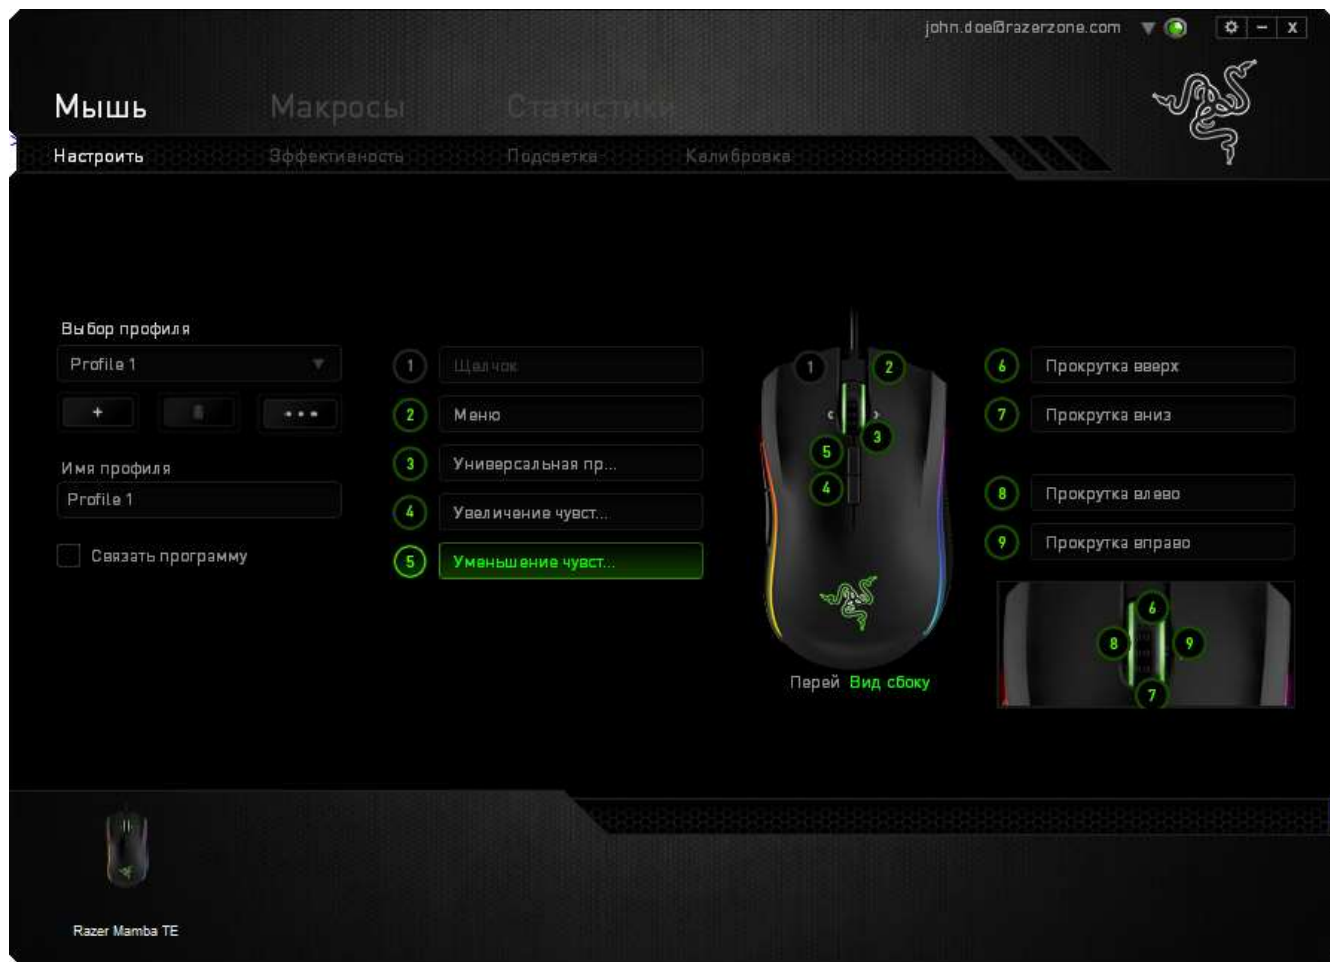 john.doe@razerzone.com
Мышь
Макросы
Статистики
Настроить
Эффективность
Подсветка
Калибровка
Выбор профиля
Profile 1
Имя профиля
Profile 1
Связать программу
1 Щелчок
2 Меню
3 Универсальная пр...
4 Увеличение чувст...
5 Уменьшение чувст...
1
2
3
5
4
Перей Вид сбоку
6 Прокрутка вверх
7 Прокрутка вниз
8 Прокрутка влево
9 Прокрутка вправо
6
8
9
7
Razer Mamba TE